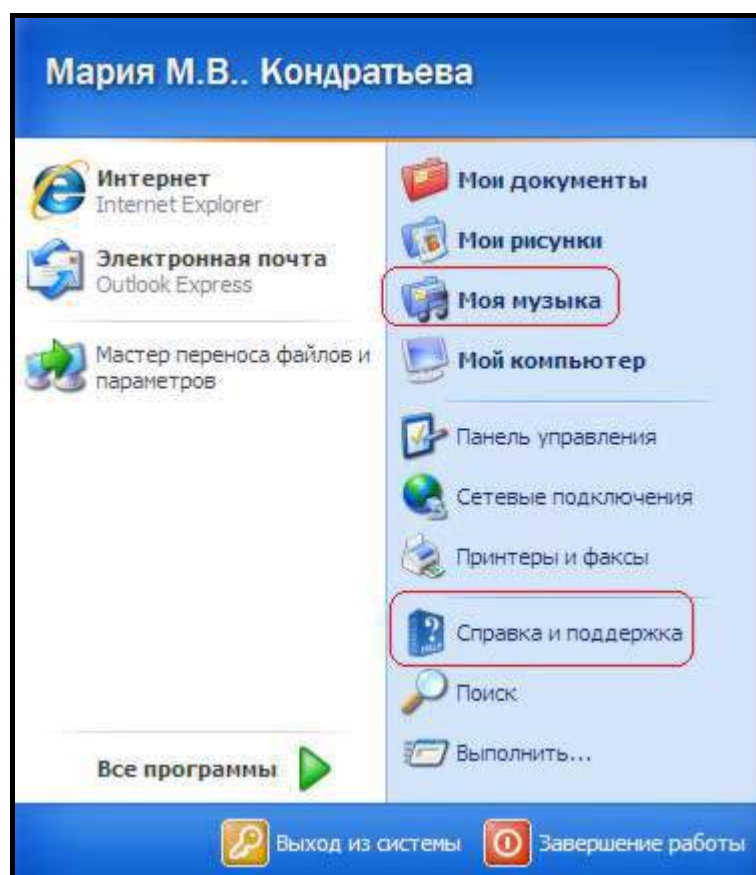 Мария М.В.. Кондратьева
Интернет
Internet Explorer
Электронная почта
Outlook Express
Мастер переноса файлов и
параметров
Все программы
Мои документы
Мои рисунки
Моя музыка
Мой компьютер
Панель управления
Сетевые подключения
Принтеры и факсы
Справка и поддержка
Поиск
Выполнить...
Выход из системы
Завершение работы